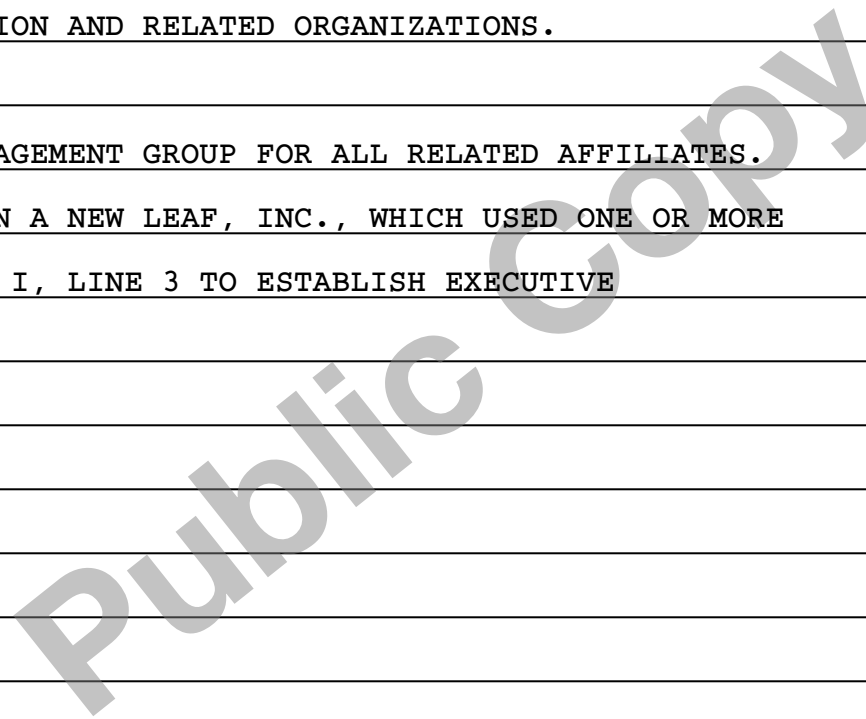 ION AND RELATED ORGANIZATIONS.
AGEMENT GROUP FOR ALL RELATED AFFILIATES.
N A NEW LEAF, INC., WHICH USED ONE OR MORE
I, LINE 3 TO ESTABLISH EXECUTIVE
Public Copy